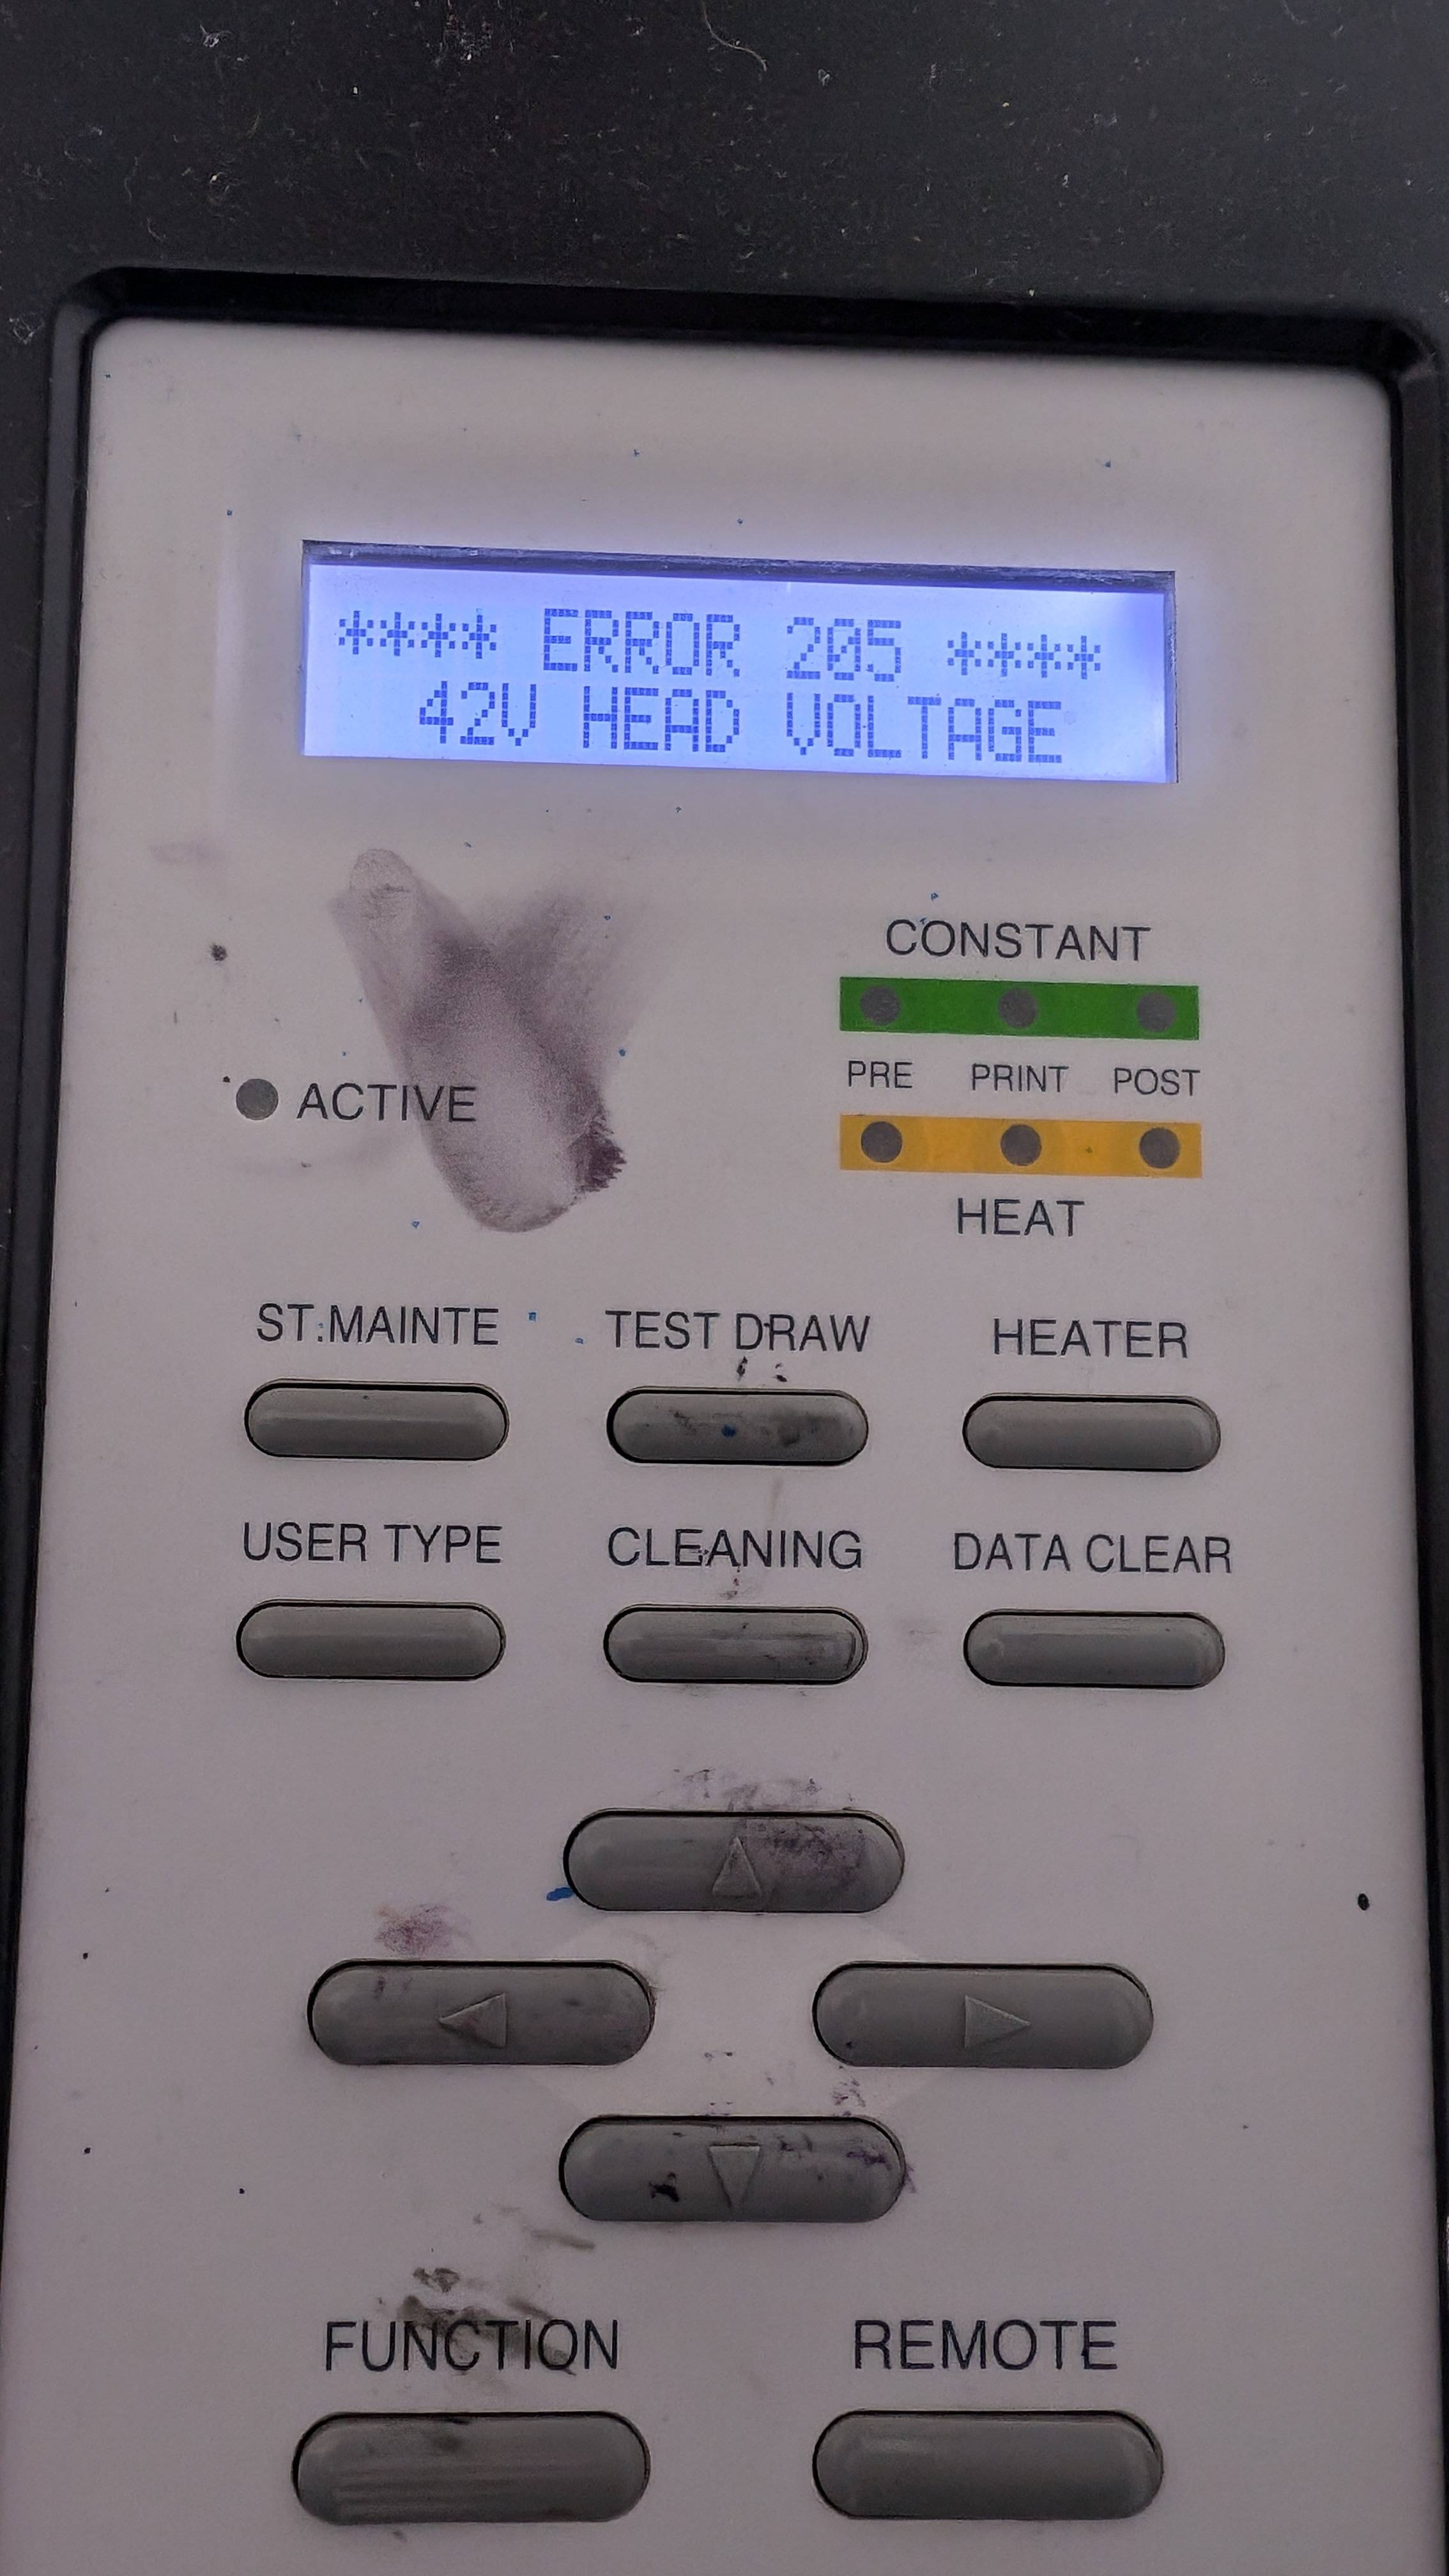 **** ERROR 205 ****
42V HEAD VOLTAGE
CONSTANT
PRE PRINT POST
ACTIVE
HEAT
ST.MAINTE TEST DRAW HEATER
USER TYPE CLEANING DATA CLEAR
FUNCTION REMOTE